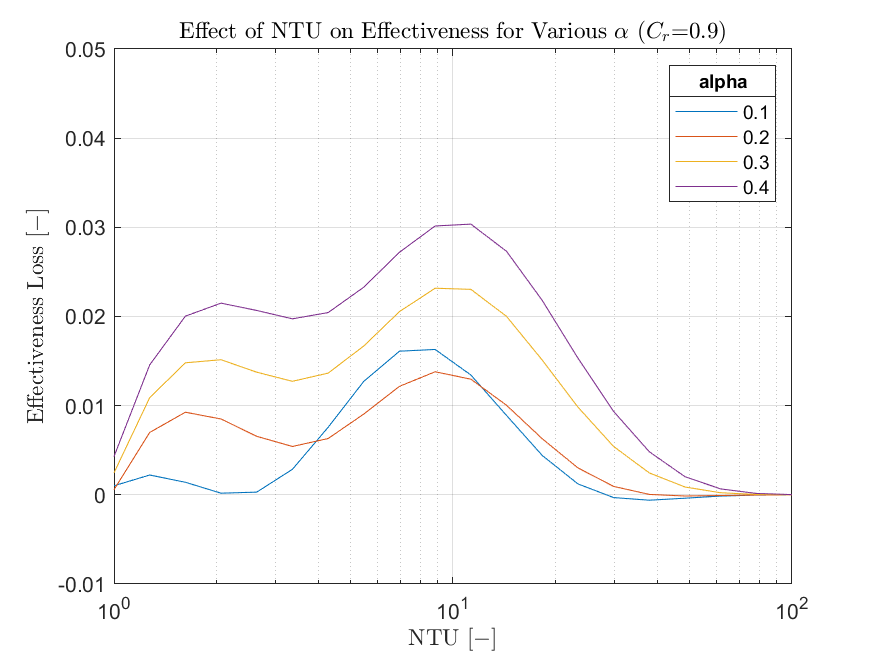 Effect of NTU on Effectiveness for Various α (C_r=0.9)
0.05
0.04
0.03
0.02
0.01
0
-0.01
Effectiveness Loss [−]
alpha
0.1
0.2
0.3
0.4
10^0 10^1 10^2
NTU [−]